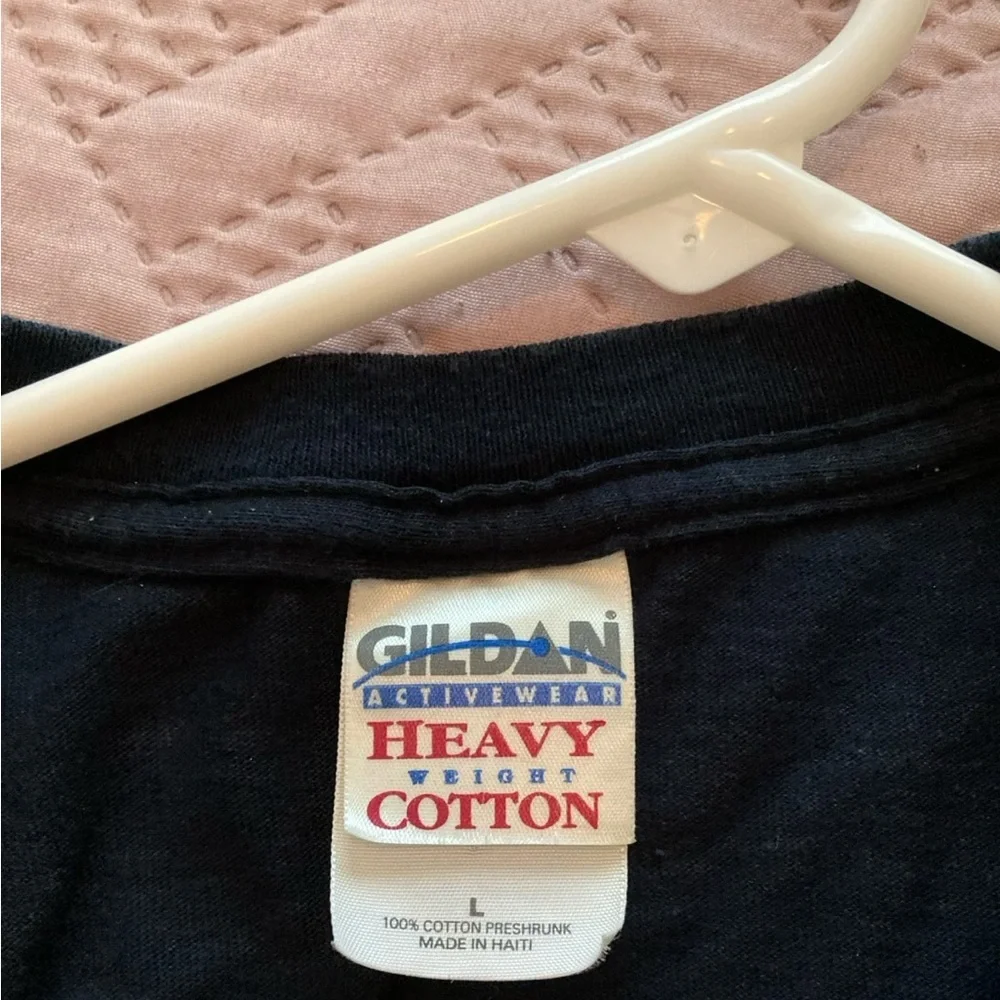 GILDAN®
ACTIVEWEAR
HEAVY
WEIGHT
COTTON
L
100% COTTON PRESHRUNK
MADE IN HAITI